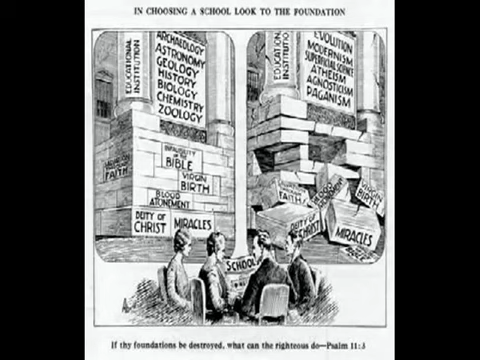 IN CHOOSING A SCHOOL LOOK TO THE FOUNDATION
EDUCATIONAL
INSTITUTION
ARCHAEOLOGY
ASTRONOMY
GEOLOGY
HISTORY
BIOLOGY
CHEMISTRY
ZOOLOGY
FAITH
INFALIBILITY
OF THE
BIBLE
VIRGIN
BIRTH
BLOOD
ATONEMENT
DEITY OF
CHRIST
MIRACLES
EDUCATIONAL
INSTITUTION
EVOLUTION
MODERNISM
SUPERFICIAL SCIENCE
ATHEISM
AGNOSTICISM
PAGANISM
FAITH
BLOOD
ATONEMENT
VIRGIN
BIRTH
DEITY OF
CHRIST
MIRACLES
SCHOOL
If thy foundations be destroyed, what can the righteous do—Psalm 11:3